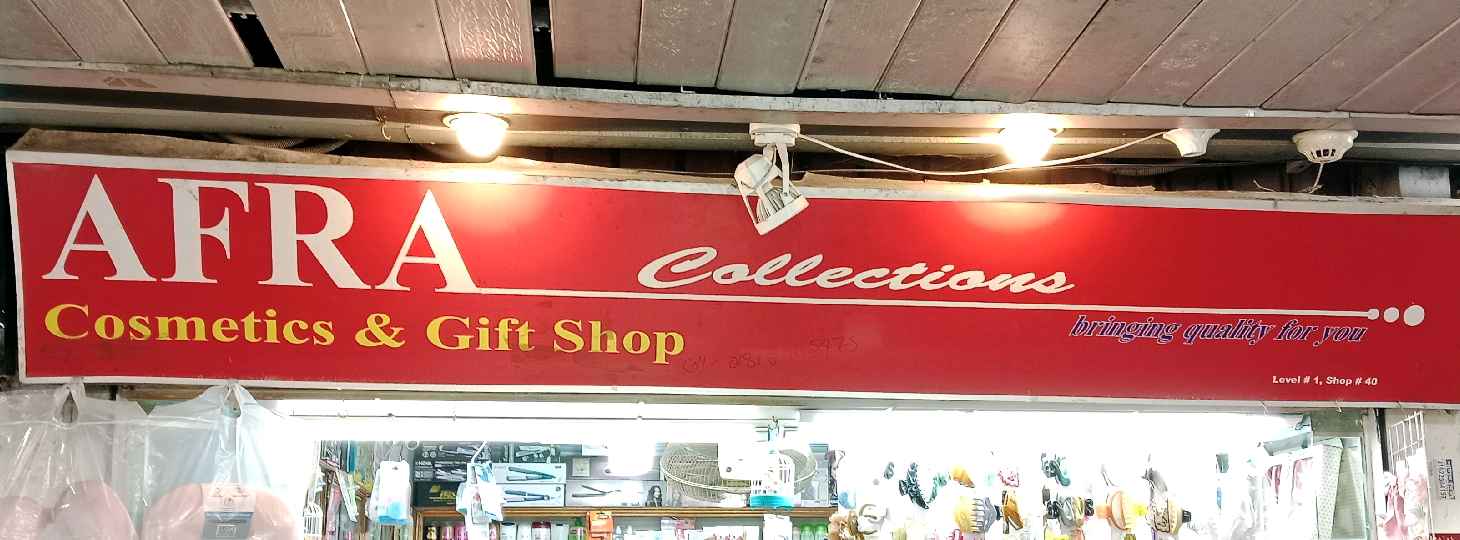 AFRA
Collections
Cosmetics & Gift Shop
bringing quality for you
Level # 1, Shop # 40